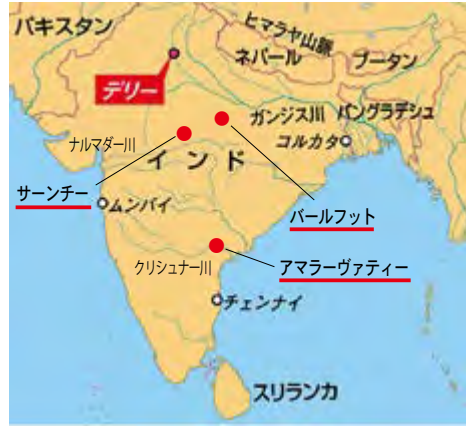 パキスタン
ヒマラヤ山脈
ネパール
ブータン
デリー
ガンジス川
バングラデシュ
ナルマダー川
コルカタ
インド
サーンチー
ムンバイ
バールフット
クリシュナー川
アマラーヴァティー
チェンナイ
スリランカ